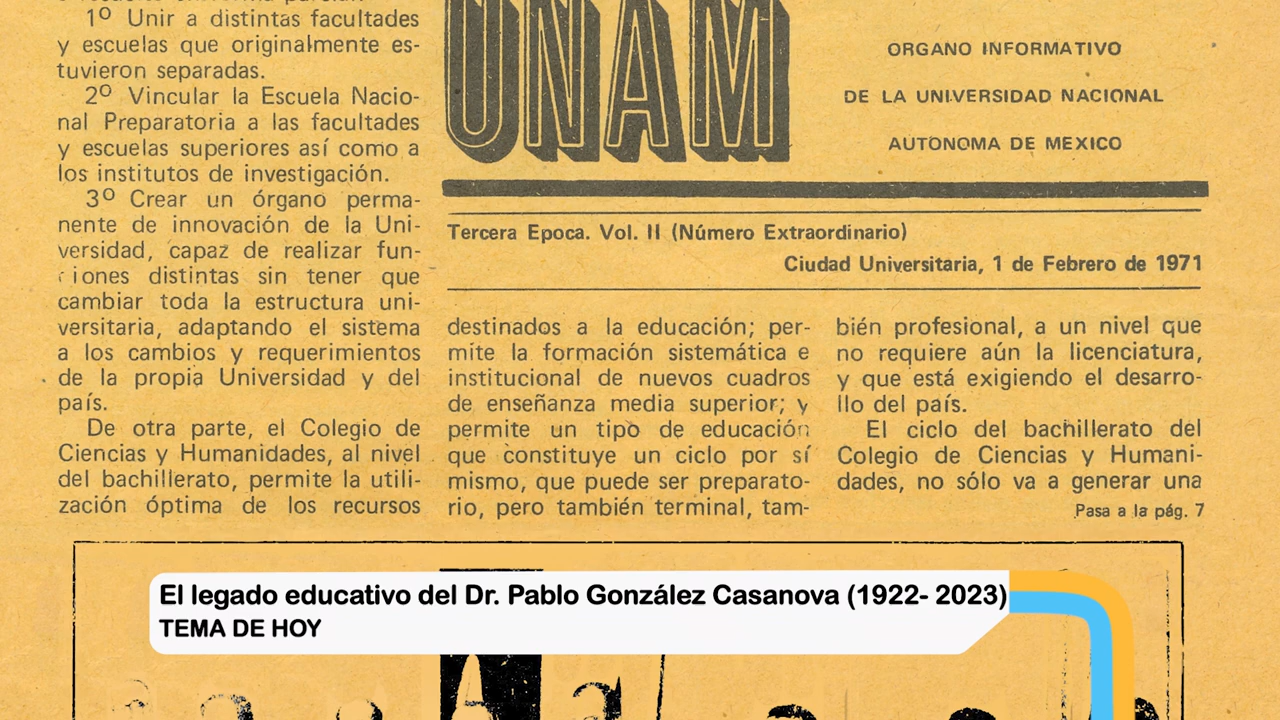 1º Unir a distintas facultades
y escuelas que originalmente es-
tuvieron separadas.
2º Vincular la Escuela Nacio-
nal Preparatoria a las facultades
y escuelas superiores así como a
los institutos de investigación.
3º Crear un órgano perma-
nente de innovación de la Uni-
versidad, capaz de realizar fun-
ciones distintas sin tener que
cambiar toda la estructura uni-
versitaria, adaptando el sistema
a los cambios y requerimientos
de la propia Universidad y del
país.
De otra parte, el Colegio de
Ciencias y Humanidades, al nivel
del bachillerato, permite la utili-
zación óptima de los recursos
UNAM
ORGANO INFORMATIVO
DE LA UNIVERSIDAD NACIONAL
AUTONOMA DE MEXICO
Tercera Epoca. Vol. II (Número Extraordinario)
Ciudad Universitaria, 1 de Febrero de 1971
destinados a la educación; per-
mite la formación sistemática e
institucional de nuevos cuadros
de enseñanza media superior; y
permite un tipo de educación
que constituye un ciclo por sí
mismo, que puede ser preparato-
rio, pero también terminal, tam-
bién profesional, a un nivel que
no requiere aún la licenciatura,
y que está exigiendo el desarro-
llo del país.
El ciclo del bachillerato del
Colegio de Ciencias y Humani-
dades, no sólo va a generar una
Pasa a la pág. 7
El legado educativo del Dr. Pablo González Casanova (1922- 2023)
TEMA DE HOY